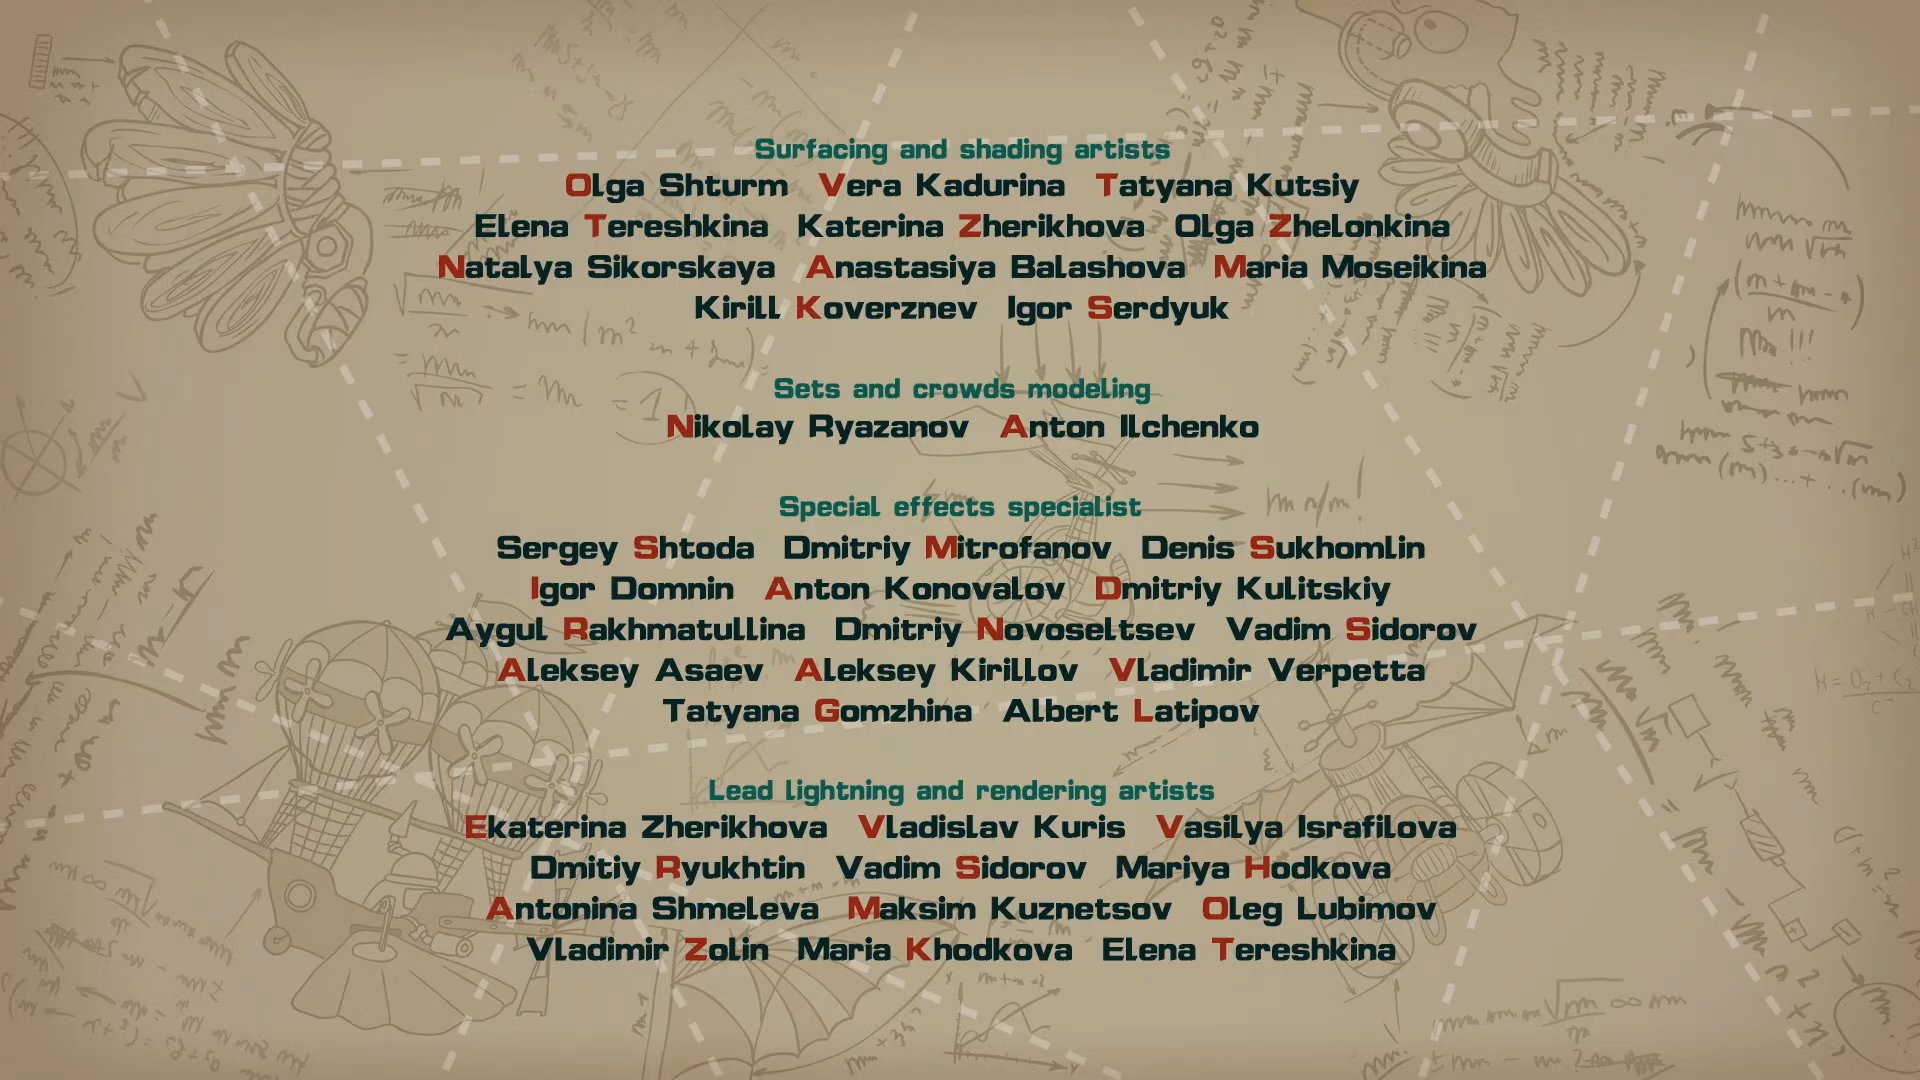 Surfacing and shading artists
Olga Shturm Vera Kadurina Tatyana Kutsiy
Elena Tereshkina Katerina Zherikhova Olga Zhelonkina
Natalya Sikorskaya Anastasiya Balashova Maria Moseikina
Kirill Koverznev Igor Serdyuk
Sets and crowds modeling
Nikolay Ryazanov Anton Ilchenko
Special effects specialist
Sergey Shtoda Dmitriy Mitrofanov Denis Sukhomlin
Igor Domnin Anton Konovalov Dmitriy Kulitskiy
Aygul Rakhmatullina Dmitriy Novoseltsev Vadim Sidorov
Aleksey Asaev Aleksey Kirillov Vladimir Verpetta
Tatyana Gomzhina Albert Latipov
Lead lightning and rendering artists
Ekaterina Zherikhova Vladislav Kuris Vasilya Israfilova
Dmitiy Ryukhtin Vadim Sidorov Mariya Hodkova
Antonina Shmeleva Maksim Kuznetsov Oleg Lubimov
Vladimir Zolin Maria Khodkova Elena Tereshkina